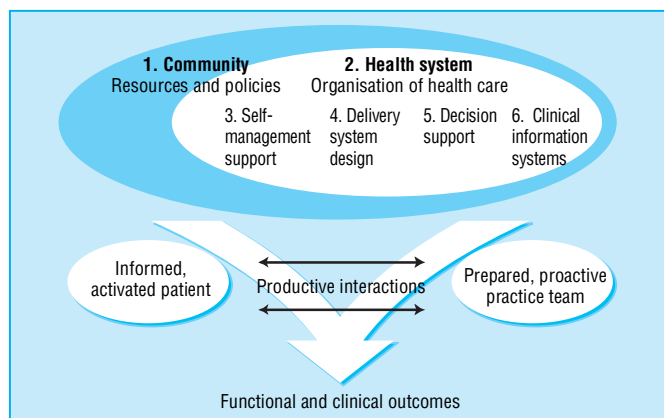 1. Community
Resources and policies
2. Health system
Organisation of health care
3. Self-
management
support
4. Delivery
system
design
5. Decision
support
6. Clinical
information
systems
Informed,
activated patient
Productive interactions
Prepared, proactive
practice team
Functional and clinical outcomes